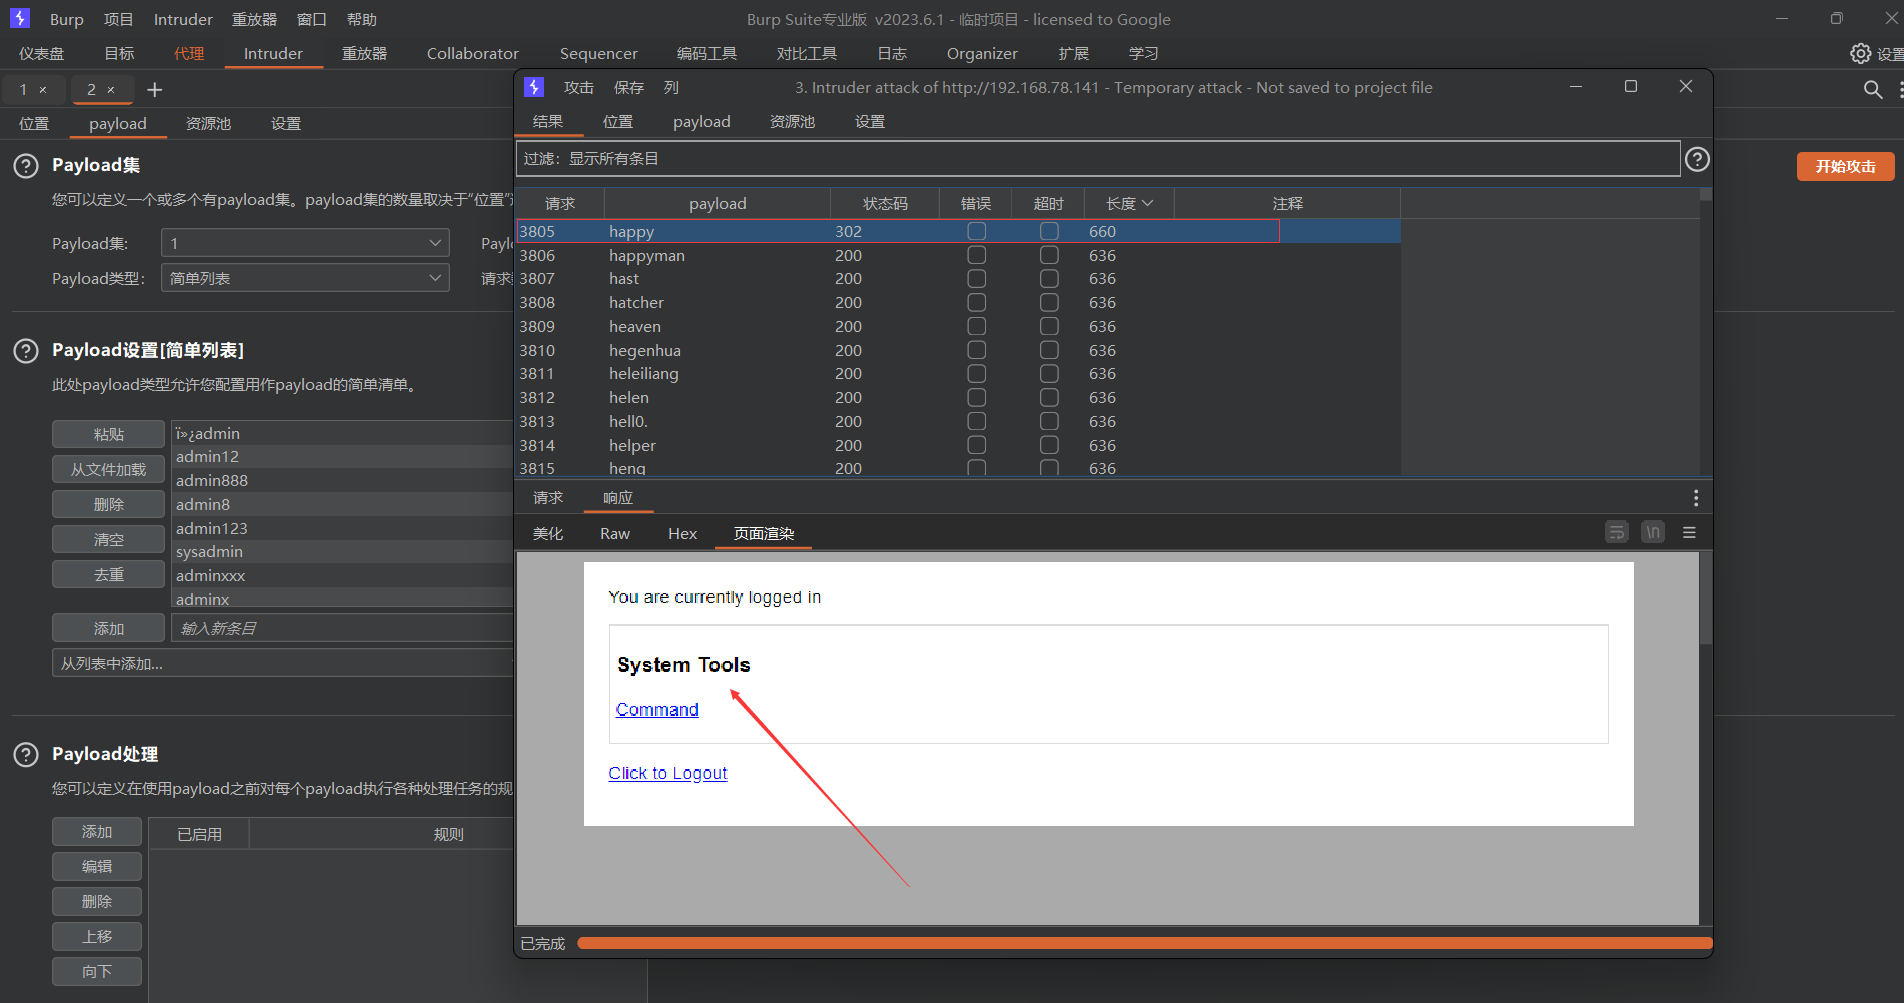 Burp 项目 Intruder 重放器 窗口 帮助 Burp Suite专业版 v2023.6.1 - 临时项目 - licensed to Google
仪表盘 目标 代理 Intruder 重放器 Collaborator Sequencer 编码工具 对比工具 日志 Organizer 扩展 学习 设置
1 × 2 × +
位置 payload 资源池 设置
Payload集
开始攻击
您可以定义一个或多个有payload集。payload集的数量取决于“位置”
Payload集: 1
Payload类型: 简单列表 请求
Payload设置[简单列表]
此处payload类型允许您配置用作payload的简单清单。
粘贴
从文件加载
删除
清空
去重
ï»¿admin
admin12
admin888
admin8
admin123
sysadmin
adminxxx
adminx
添加 输入新条目
从列表中添加...
Payload处理
您可以定义在使用payload之前对每个payload执行各种处理任务的规
添加
编辑
删除
上移
向下
已启用 规则
攻击 保存 列 3. Intruder attack of http://192.168.78.141 - Temporary attack - Not saved to project file
结果 位置 payload 资源池 设置
过滤: 显示所有条目
请求 payload 状态码 错误 超时 长度 注释
3805 happy 302 660
3806 happyman 200 636
3807 hast 200 636
3808 hatcher 200 636
3809 heaven 200 636
3810 hegenhua 200 636
3811 heleiliang 200 636
3812 helen 200 636
3813 hell0. 200 636
3814 helper 200 636
3815 heng 200 636
请求 响应
美化 Raw Hex 页面渲染 \n
You are currently logged in
System Tools
Command
Click to Logout
已完成